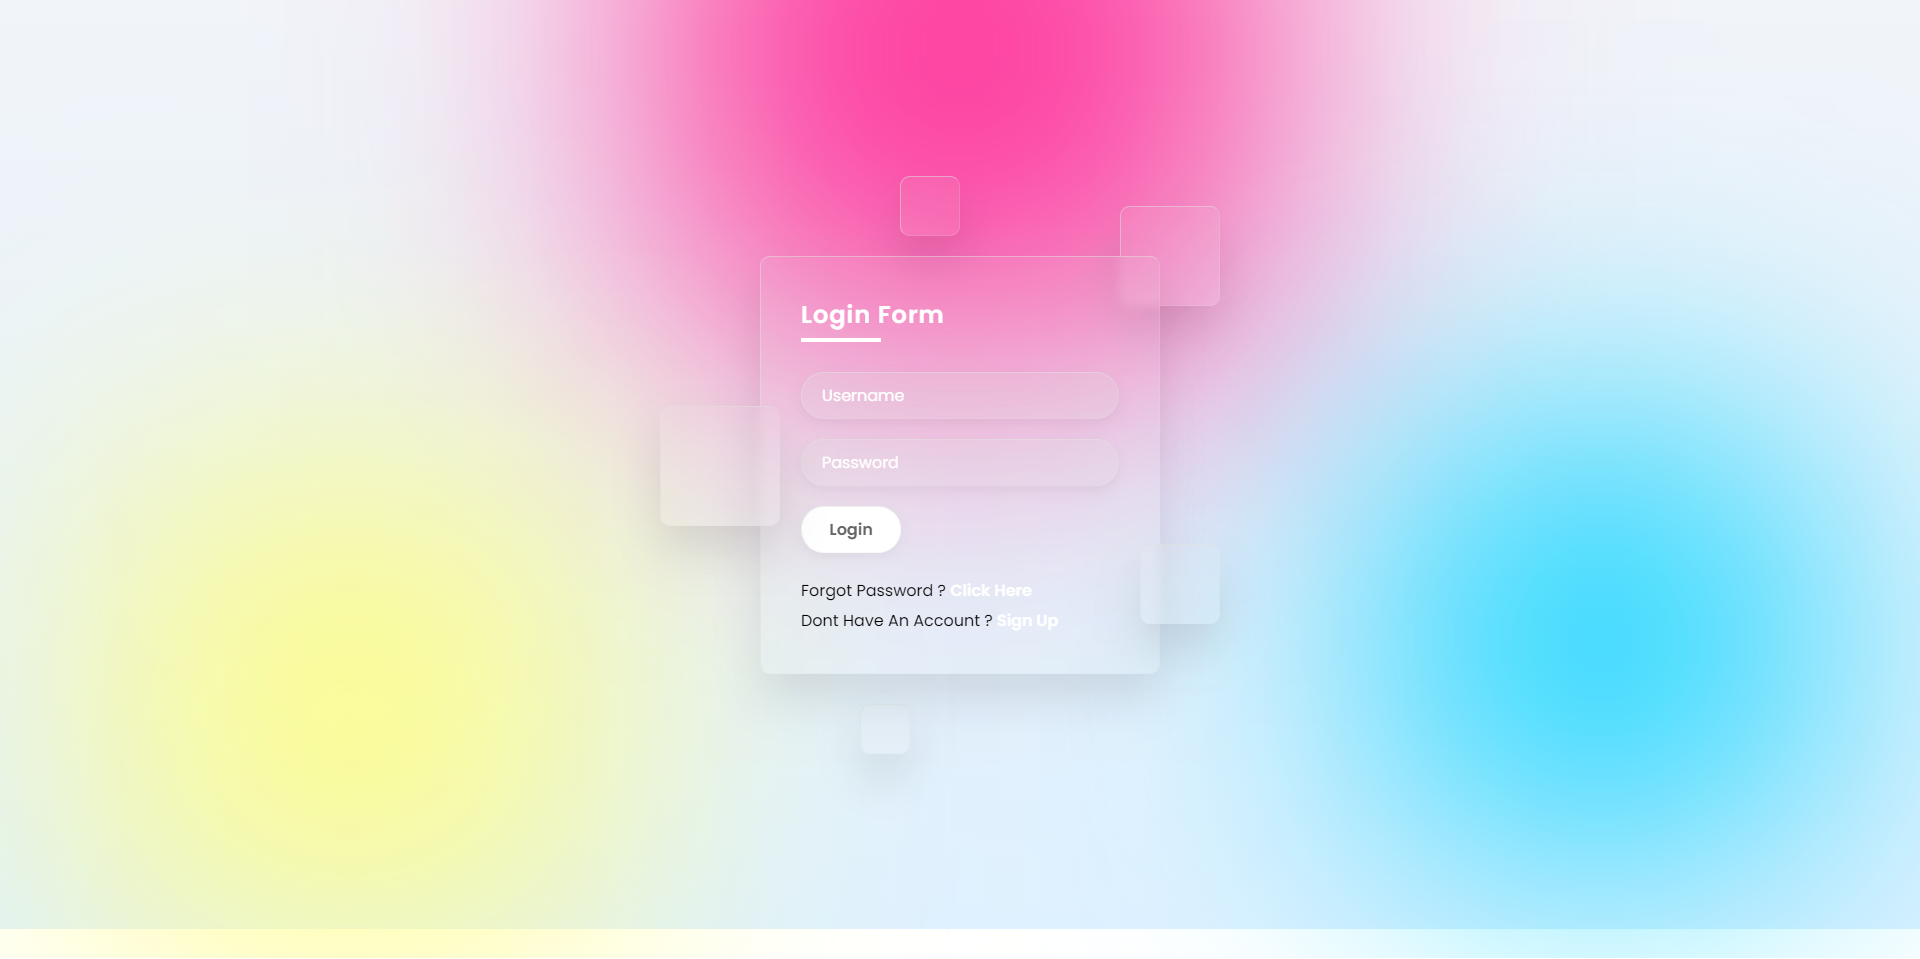 Login Form
Username
Password
Login
Forgot Password ? Click Here
Dont Have An Account ? Sign Up